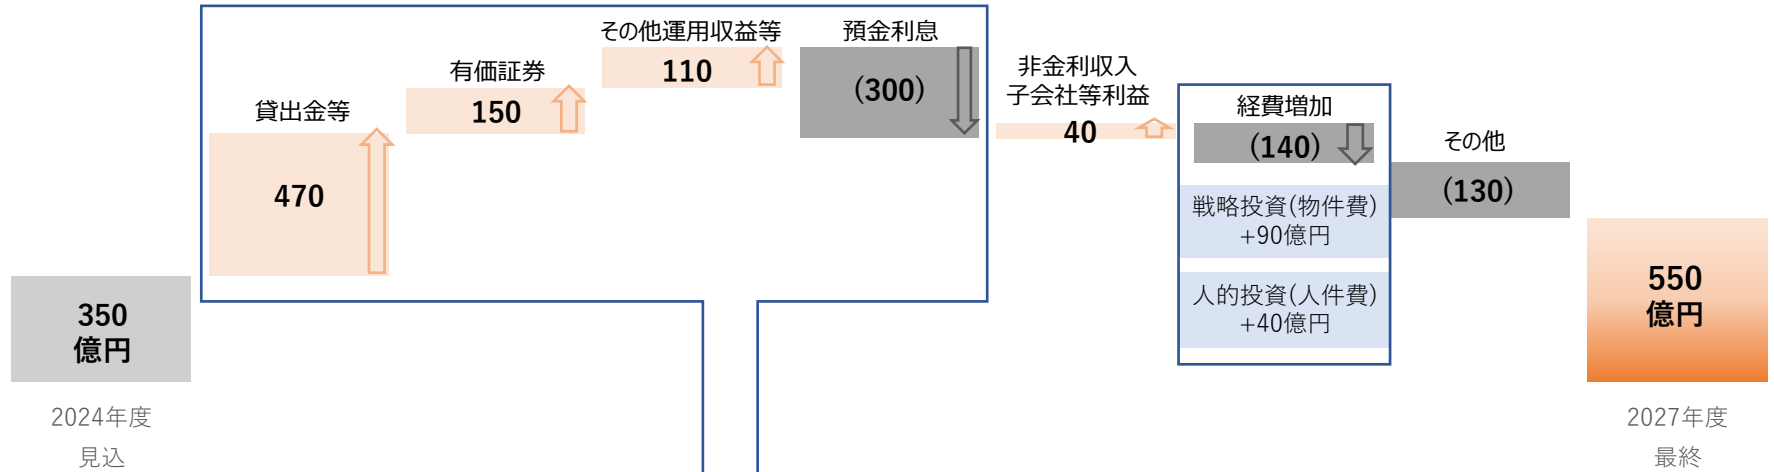 350
億円
2024年度
見込
貸出金等
470
有価証券
150
その他運用収益等
110
預金利息
(300)
非金利収入
子会社等利益
40
経費増加
(140)
戦略投資(物件費)
+90億円
人的投資(人件費)
+40億円
その他
(130)
550
億円
2027年度
最終